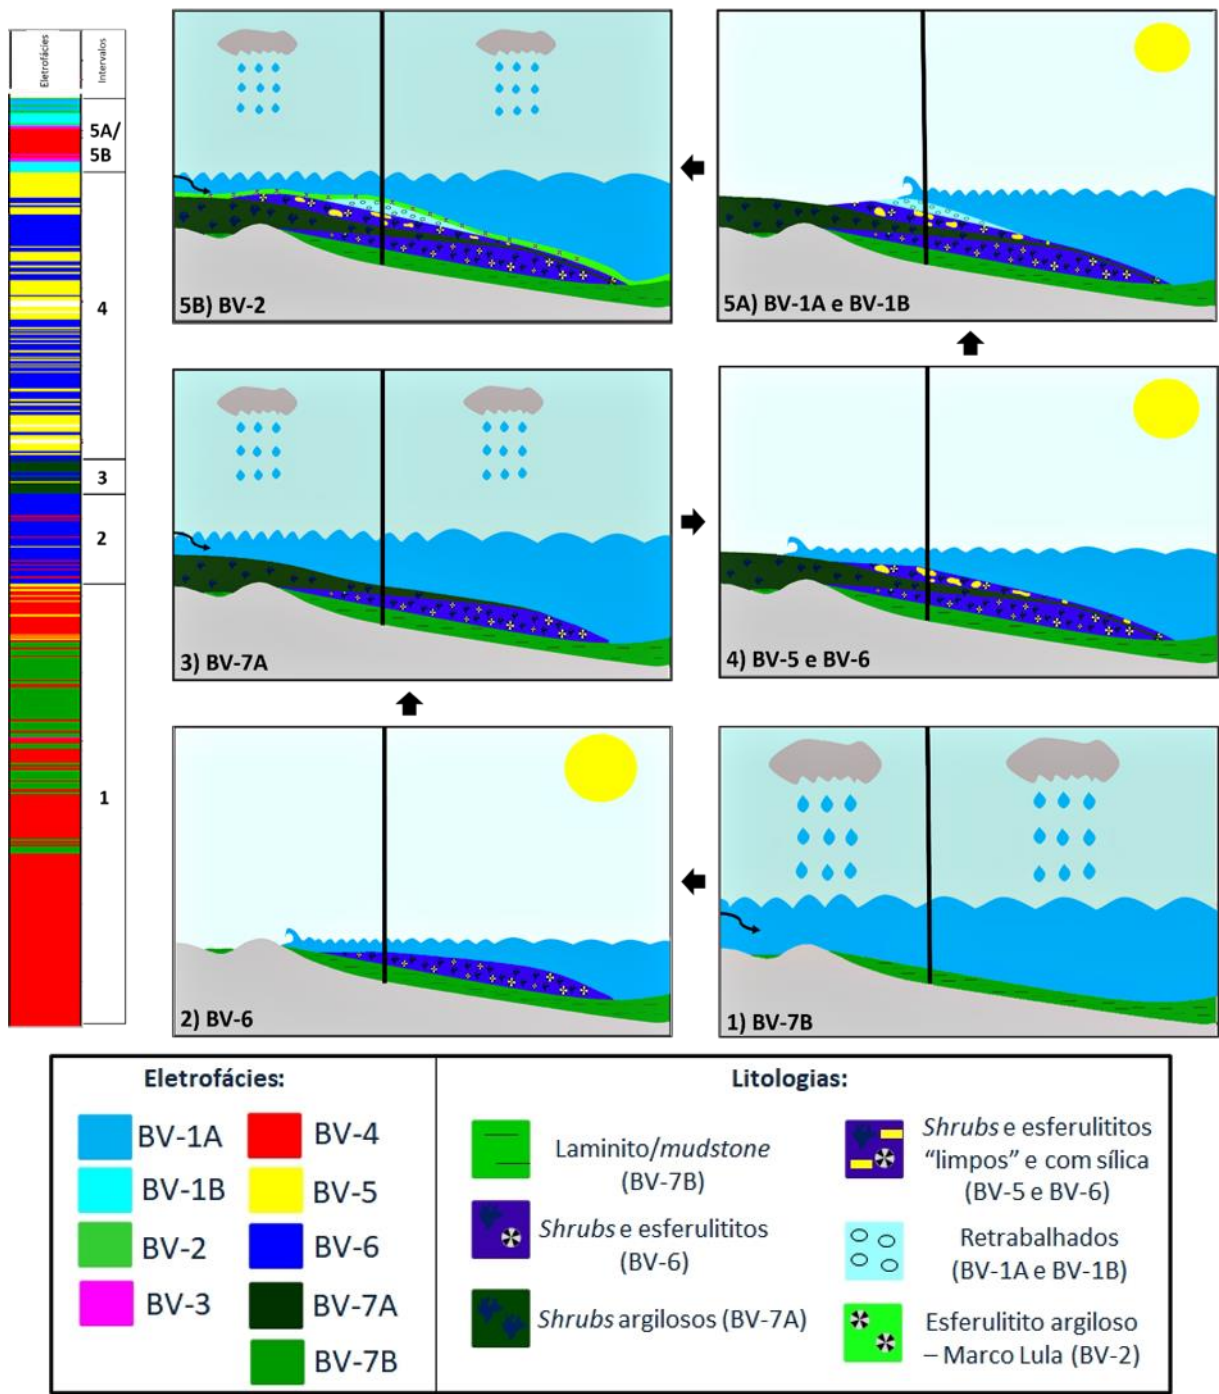 Eletrofácies
Intervalos
5A/
5B
4
3
2
1
5B) BV-2
5A) BV-1A e BV-1B
3) BV-7A
4) BV-5 e BV-6
2) BV-6
1) BV-7B
Eletrofácies:
BV-1A
BV-1B
BV-2
BV-3
BV-4
BV-5
BV-6
BV-7A
BV-7B
Litologias:
Laminito/mudstone
(BV-7B)
Shrubs e esferulititos
(BV-6)
Shrubs argilosos (BV-7A)
Shrubs e esferulititos
“limpos” e com sílica
(BV-5 e BV-6)
Retrabalhados
(BV-1A e BV-1B)
Esferulitito argiloso
– Marco Lula (BV-2)